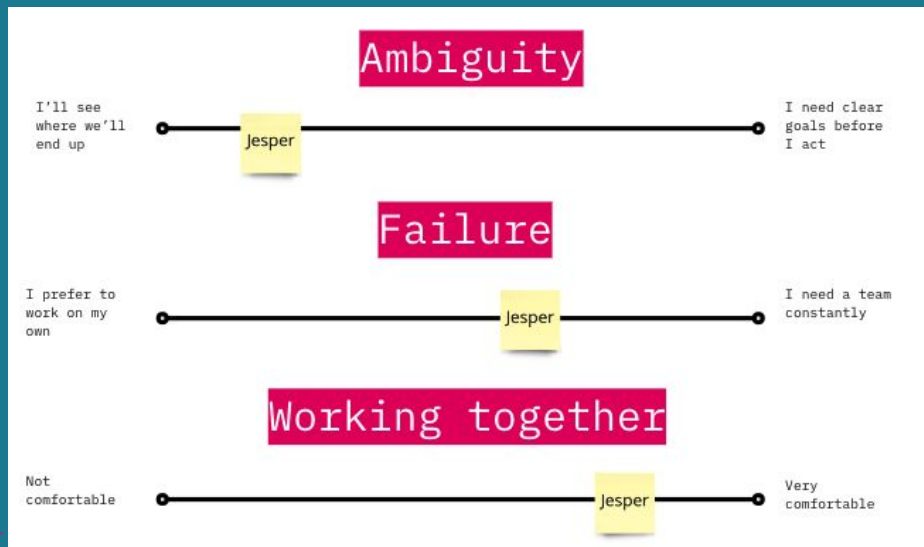 Ambiguity
I'll see
where we'll
end up
Jesper
I need clear
goals before
I act
Failure
I prefer to
work on my
own
Jesper
I need a team
constantly
Working together
Not
comfortable
Jesper
Very
comfortable